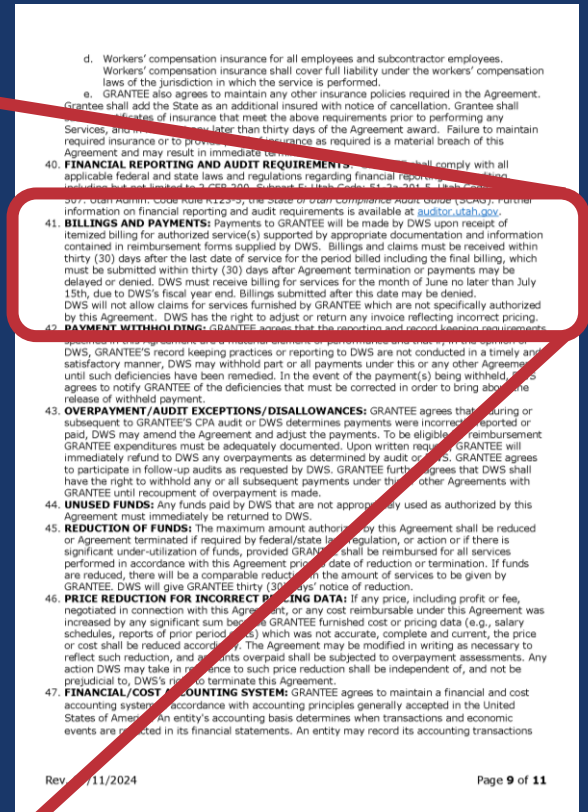 d. Workers' compensation insurance for all employees and subcontractor employees.
Workers' compensation insurance shall cover full liability under the workers' compensation
laws of the jurisdiction in which the service is performed.
e. GRANTEE also agrees to maintain any other insurance policies required in the Agreement.
Grantee shall add the State as an additional insured with notice of cancellation. Grantee shall
of insurance that meet the above requirements prior to performing any
Services, and in later than thirty days of the Agreement award. Failure to maintain
required insurance or to insurance as required is a material breach of this
Agreement and may result in immediate
40. FINANCIAL REPORTING AND AUDIT REQUIREMENTS: shall comply with all
applicable federal and state laws and regulations regarding financial
information on financial reporting and audit requirements is available at auditor.utah.gov.
41. BILLINGS AND PAYMENTS: Payments to GRANTEE will be made by DWS upon receipt of
itemized billing for authorized service(s) supported by appropriate documentation and information
contained in reimbursement forms supplied by DWS. Billings and claims must be received within
thirty (30) days after the last date of service for the period billed including the final billing, which
must be submitted within thirty (30) days after Agreement termination or payments may be
delayed or denied. DWS must receive billing for services for the month of June no later than July
15th, due to DWS's fiscal year end. Billings submitted after this date may be denied.
DWS will not allow claims for services furnished by GRANTEE which are not specifically authorized
by this Agreement. DWS has the right to adjust or return any invoice reflecting incorrect pricing.
42. PAYMENT WITHHOLDING: GRANTEE agrees that the reporting and record keeping requirements
DWS, GRANTEE'S record keeping practices or reporting to DWS are not conducted in a timely and
satisfactory manner, DWS may withhold part or all payments under this or any other Agreement
until such deficiencies have been remedied. In the event of the payment(s) being withheld,
agrees to notify GRANTEE of the deficiencies that must be corrected in order to bring about the
release of withheld payment.
43. OVERPAYMENT/AUDIT EXCEPTIONS/DISALLOWANCES: GRANTEE agrees that during or
subsequent to GRANTEE'S CPA audit or DWS determines payments were incorrectly reported or
paid, DWS may amend the Agreement and adjust the payments. To be eligible reimbursement
GRANTEE expenditures must be adequately documented. Upon written GRANTEE will
immediately refund to DWS any overpayments as determined by audit or DWS. GRANTEE agrees
to participate in follow-up audits as requested by DWS. GRANTEE agrees that DWS shall
have the right to withhold any or all subsequent payments under other Agreements with
GRANTEE until recoupment of overpayment is made.
44. UNUSED FUNDS: Any funds paid by DWS that are not used as authorized by this
Agreement must immediately be returned to DWS.
45. REDUCTION OF FUNDS: The maximum amount by this Agreement shall be reduced
or Agreement terminated if required by federal/state regulation, or action or if there is
significant under-utilization of funds, provided shall be reimbursed for all services
performed in accordance with this Agreement date of reduction or termination. If funds
are reduced, there will be a comparable in the amount of services to be given by
GRANTEE. DWS will give GRANTEE thirty notice of reduction.
46. PRICE REDUCTION FOR INCORRECT DATA: If any price, including profit or fee,
negotiated in connection with this or any cost reimbursable under this Agreement was
increased by any significant sum GRANTEE furnished cost or pricing data (e.g., salary
schedules, reports of prior period which was not accurate, complete and current, the price
or cost shall be reduced The Agreement may be modified in writing as necessary to
reflect such reduction, and overpaid shall be subjected to overpayment assessments. Any
action DWS may take in to such price reduction shall be independent of, and not be
prejudicial to, DWS's to terminate this Agreement.
47. FINANCIAL/COST ACCOUNTING SYSTEM: GRANTEE agrees to maintain a financial and cost
accounting accordance with accounting principles generally accepted in the United
States of An entity's accounting basis determines when transactions and economic
events are in its financial statements. An entity may record its accounting transactions
Rev. /11/2024
Page 9 of 11